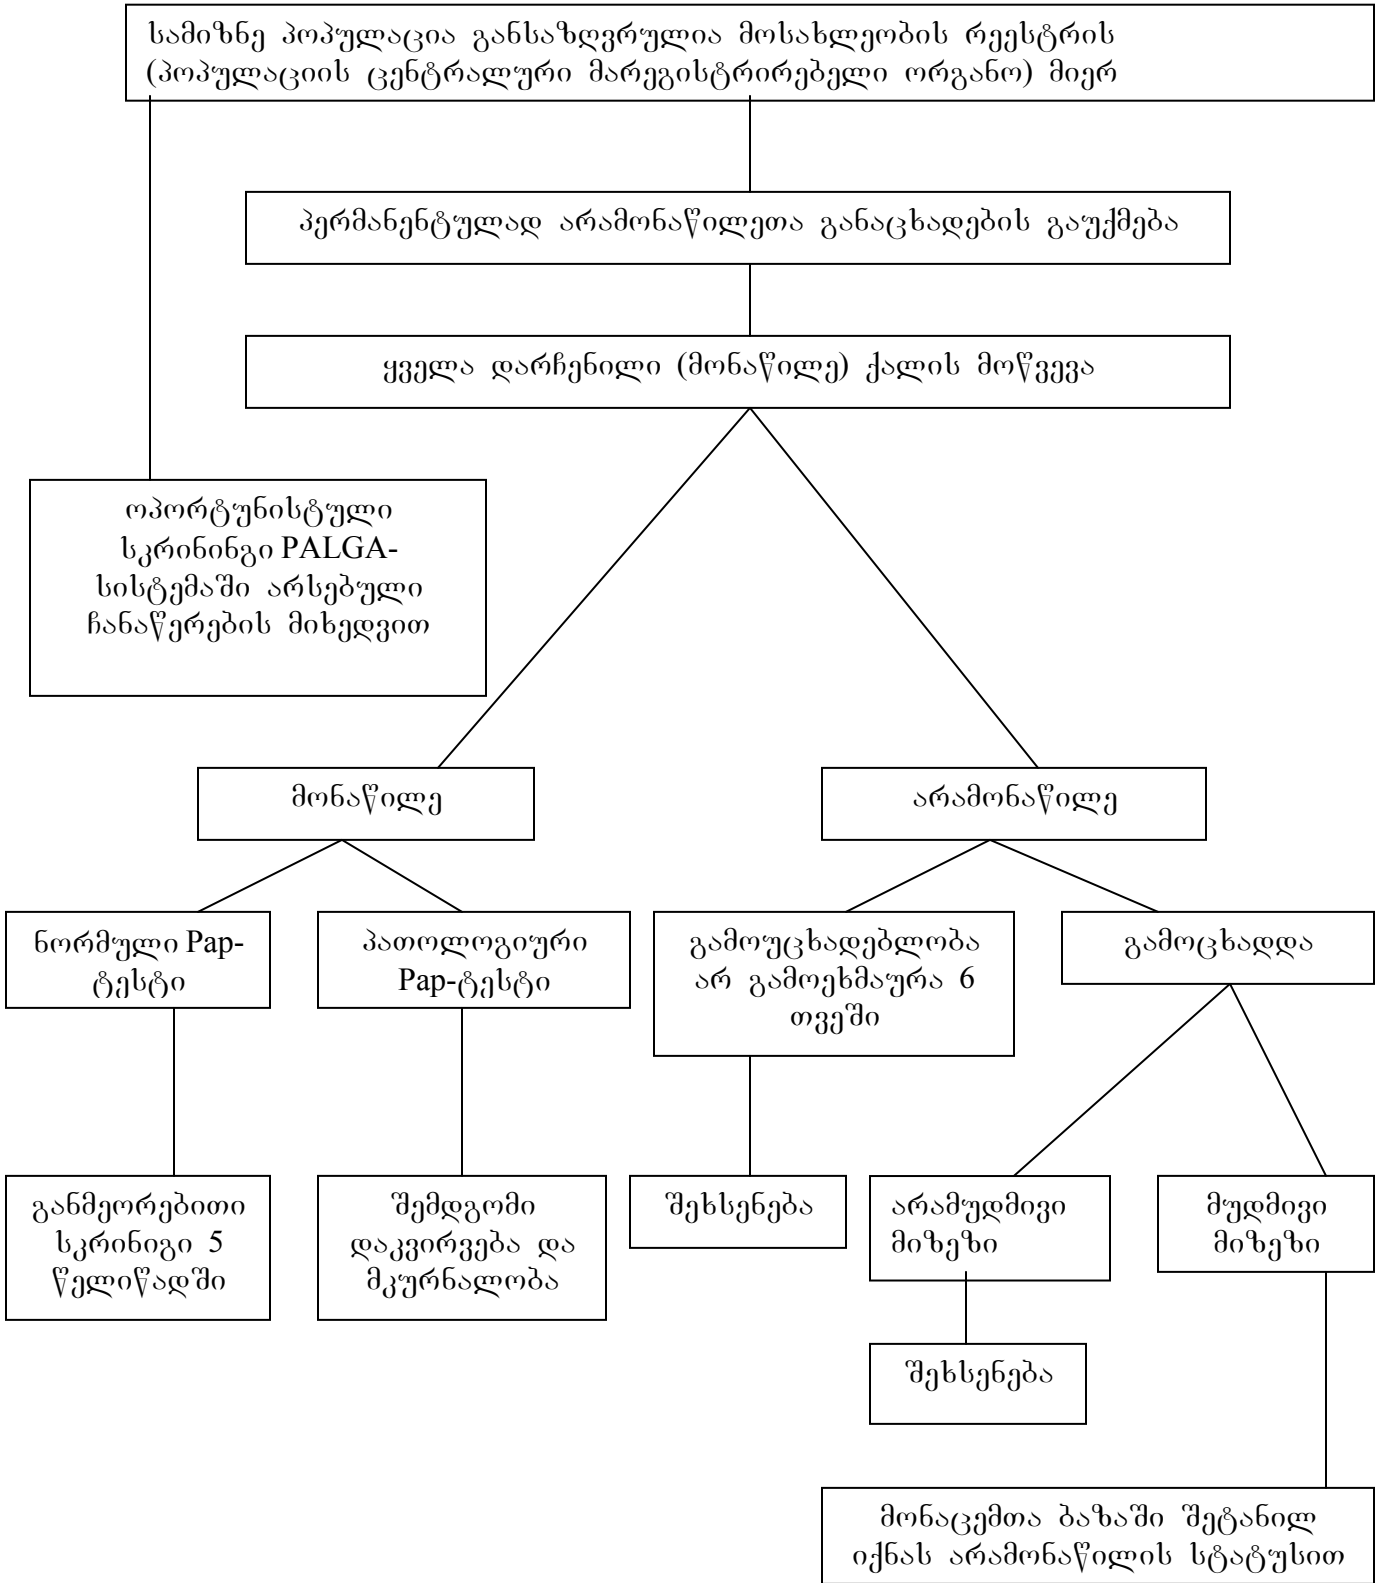 სამიზნე პოპულაცია განსაზღვრულია მოსახლეობის რეესტრის
(პოპულაციის ცენტრალური მარეგისტრირებელი ორგანო) მიერ
პერმანენტულად არამონაწილეთა განაცხადების გაუქმება
ყველა დარჩენილი (მონაწილე) ქალის მოწვევა
ოპორტუნისტული
სკრინინგი PALGA-
სისტემაში არსებული
ჩანაწერების მიხედვით
მონაწილე
არამონაწილე
ნორმული Pap-
ტესტი
პათოლოგიური
Pap-ტესტი
გამოუცხადებლობა
არ გამოეხმაურა 6
თვეში
გამოცხადდა
განმეორებითი
სკრინიგი 5
წელიწადში
შემდგომი
დაკვირვება და
მკურნალობა
შეხსენება
არამუდმივი
მიზეზი
მუდმივი
მიზეზი
შეხსენება
მონაცემთა ბაზაში შეტანილ
იქნას არამონაწილის სტატუსით